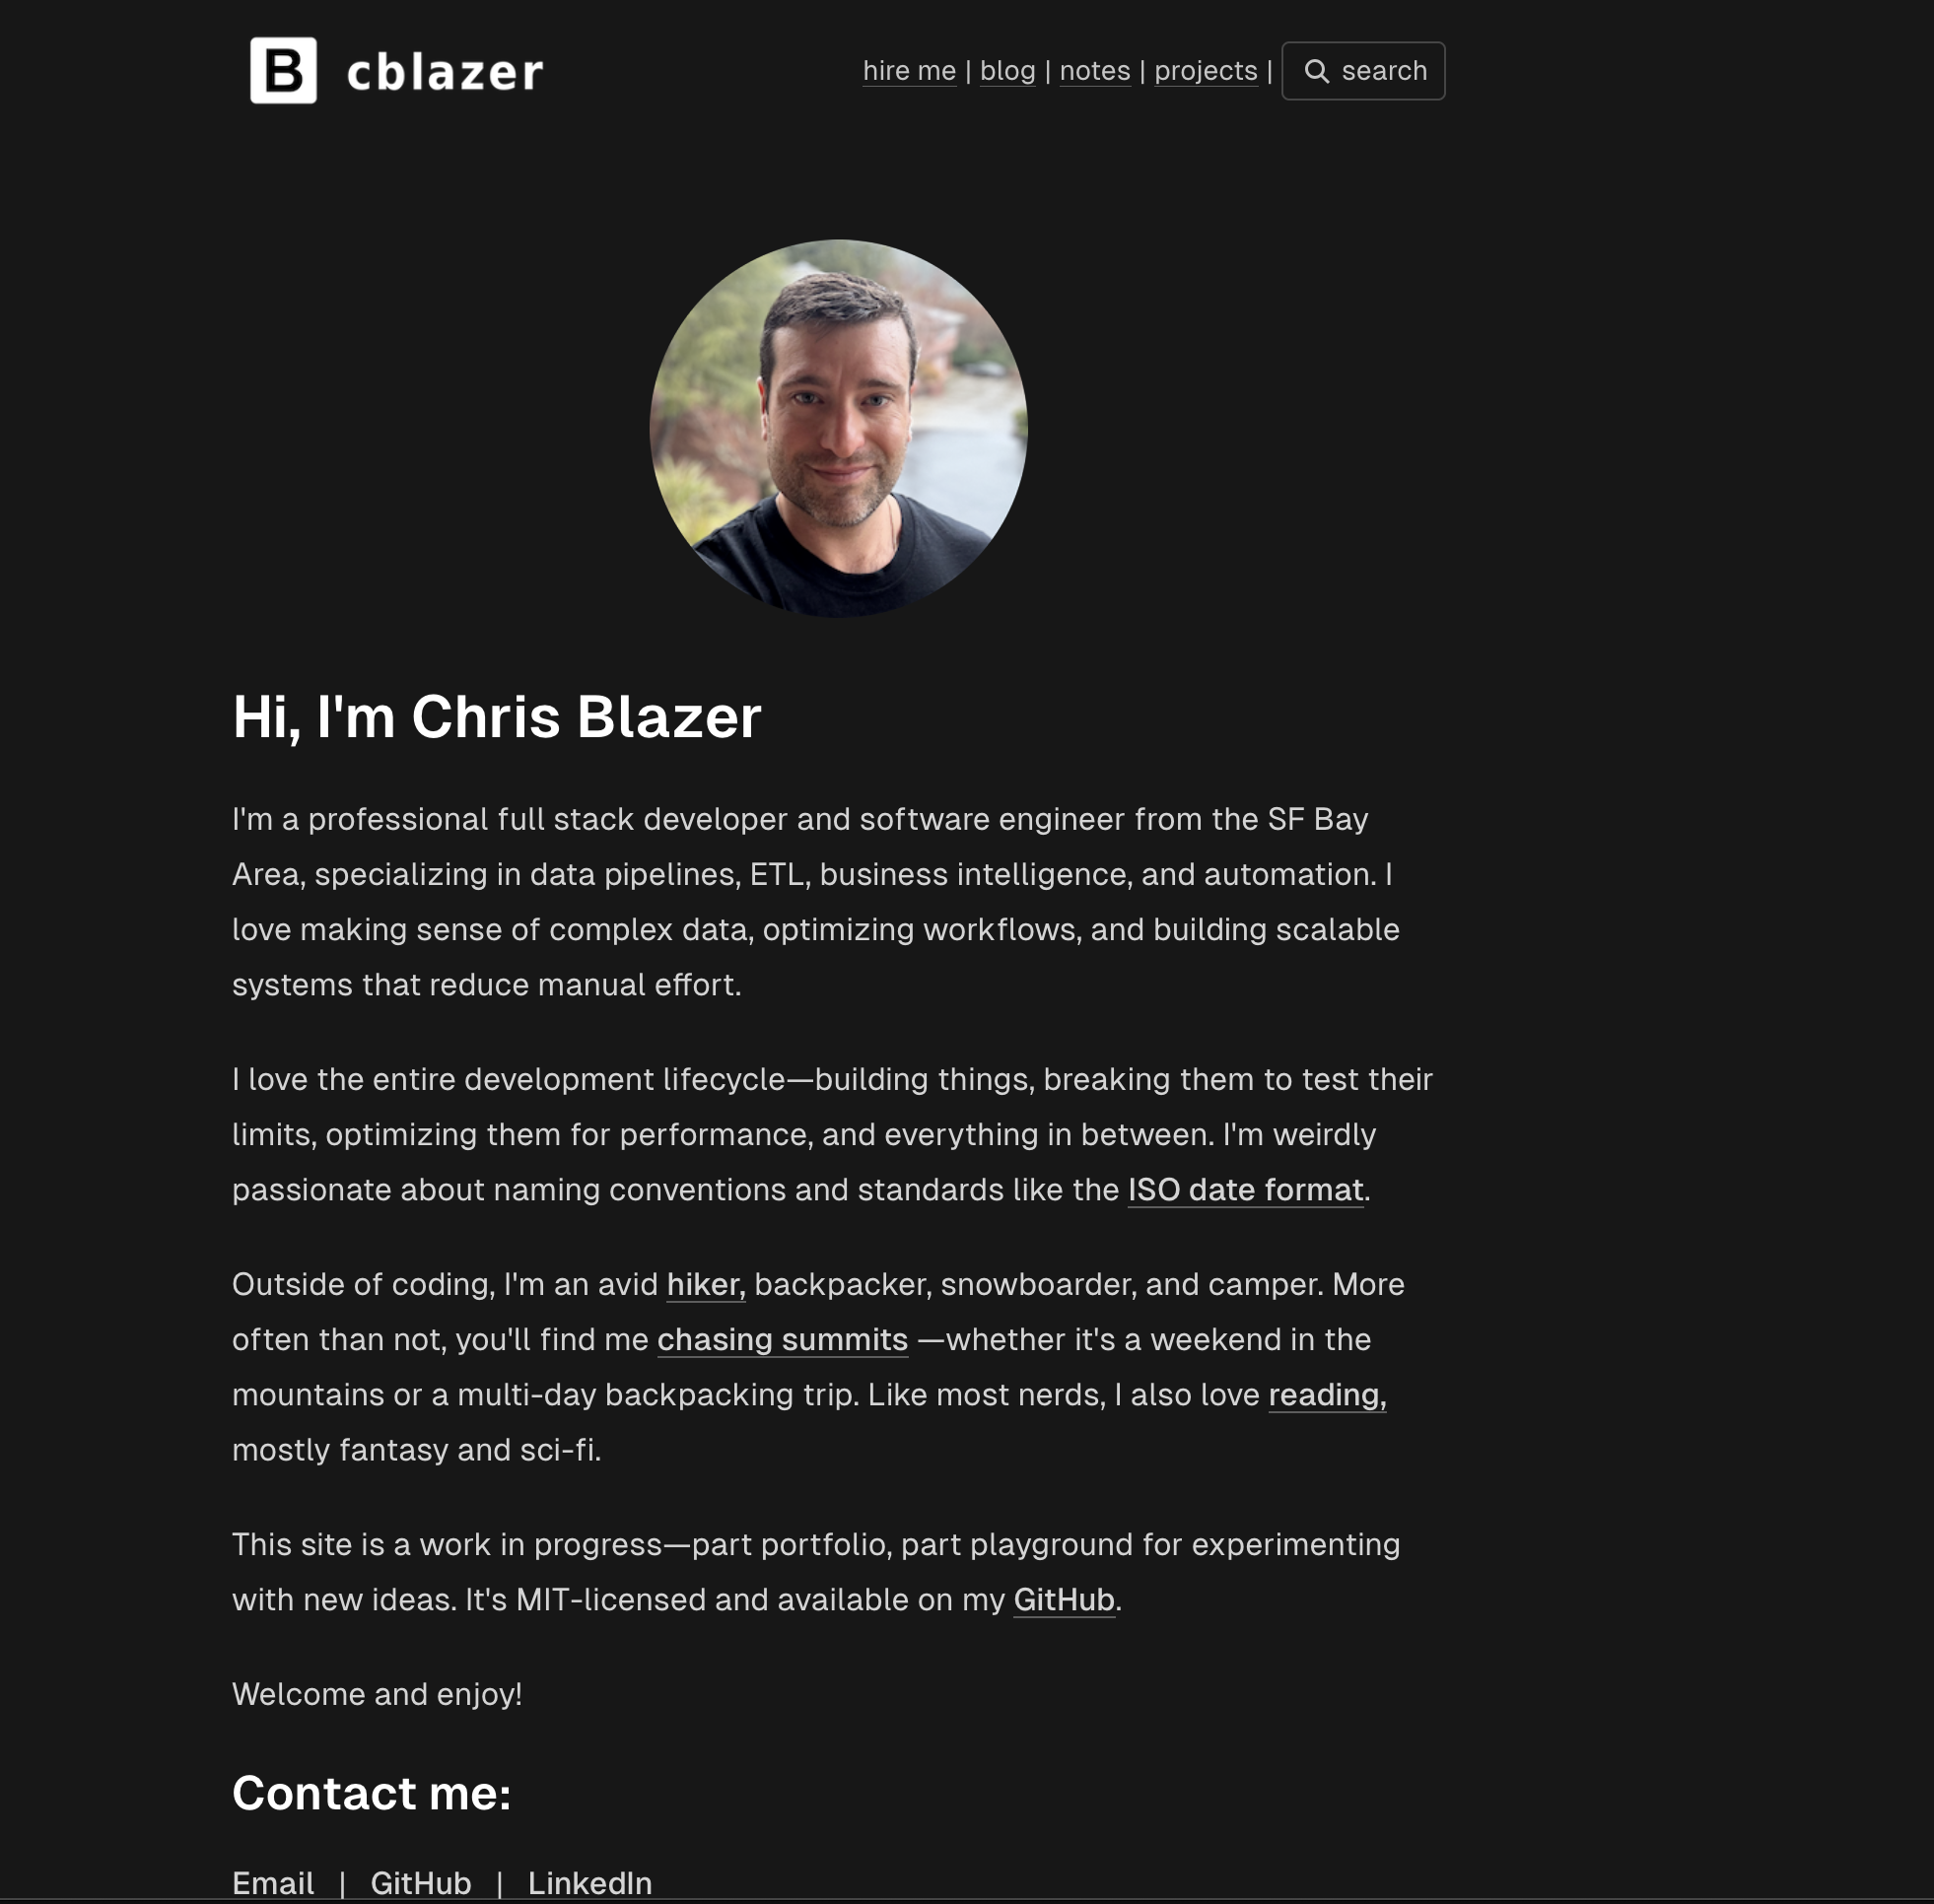 B cblazer
hire me | blog | notes | projects | search
Hi, I'm Chris Blazer
I'm a professional full stack developer and software engineer from the SF Bay
Area, specializing in data pipelines, ETL, business intelligence, and automation. I
love making sense of complex data, optimizing workflows, and building scalable
systems that reduce manual effort.
I love the entire development lifecycle—building things, breaking them to test their
limits, optimizing them for performance, and everything in between. I'm weirdly
passionate about naming conventions and standards like the ISO date format.
Outside of coding, I'm an avid hiker, backpacker, snowboarder, and camper. More
often than not, you'll find me chasing summits —whether it's a weekend in the
mountains or a multi-day backpacking trip. Like most nerds, I also love reading,
mostly fantasy and sci-fi.
This site is a work in progress—part portfolio, part playground for experimenting
with new ideas. It's MIT-licensed and available on my GitHub.
Welcome and enjoy!
Contact me:
Email | GitHub | LinkedIn